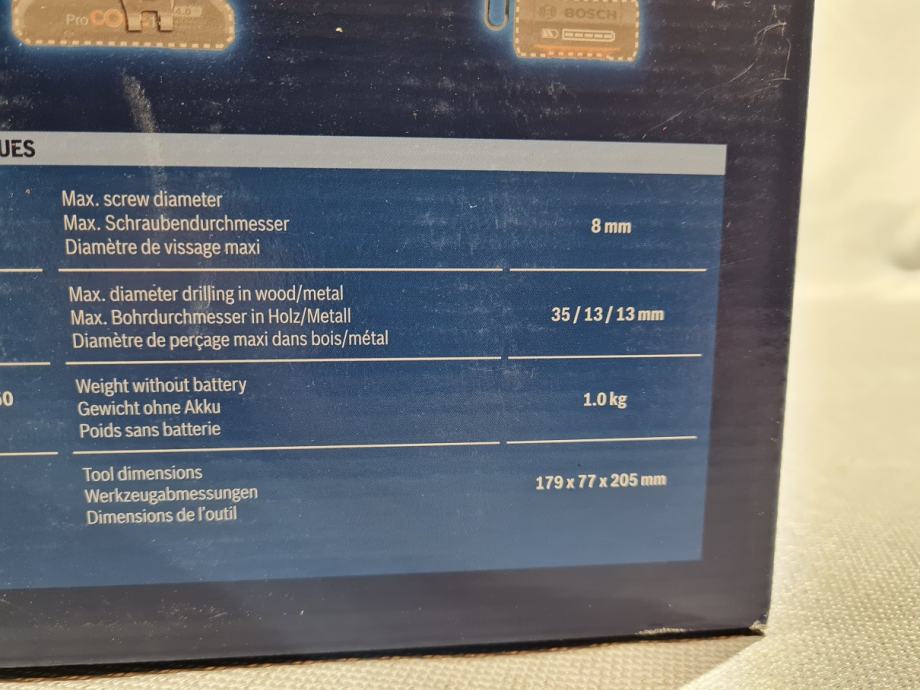 Pro
4.0
BOSCH
UES
Max. screw diameter
Max. Schraubendurchmesser
Diamètre de vissage maxi
8 mm
Max. diameter drilling in wood/metal
Max. Bohrdurchmesser in Holz/Metall
Diamètre de perçage maxi dans bois/métal
35 / 13 / 13 mm
Weight without battery
Gewicht ohne Akku
Poids sans batterie
1.0 kg
Tool dimensions
Werkzeugabmessungen
Dimensions de l'outil
179 x 77 x 205 mm